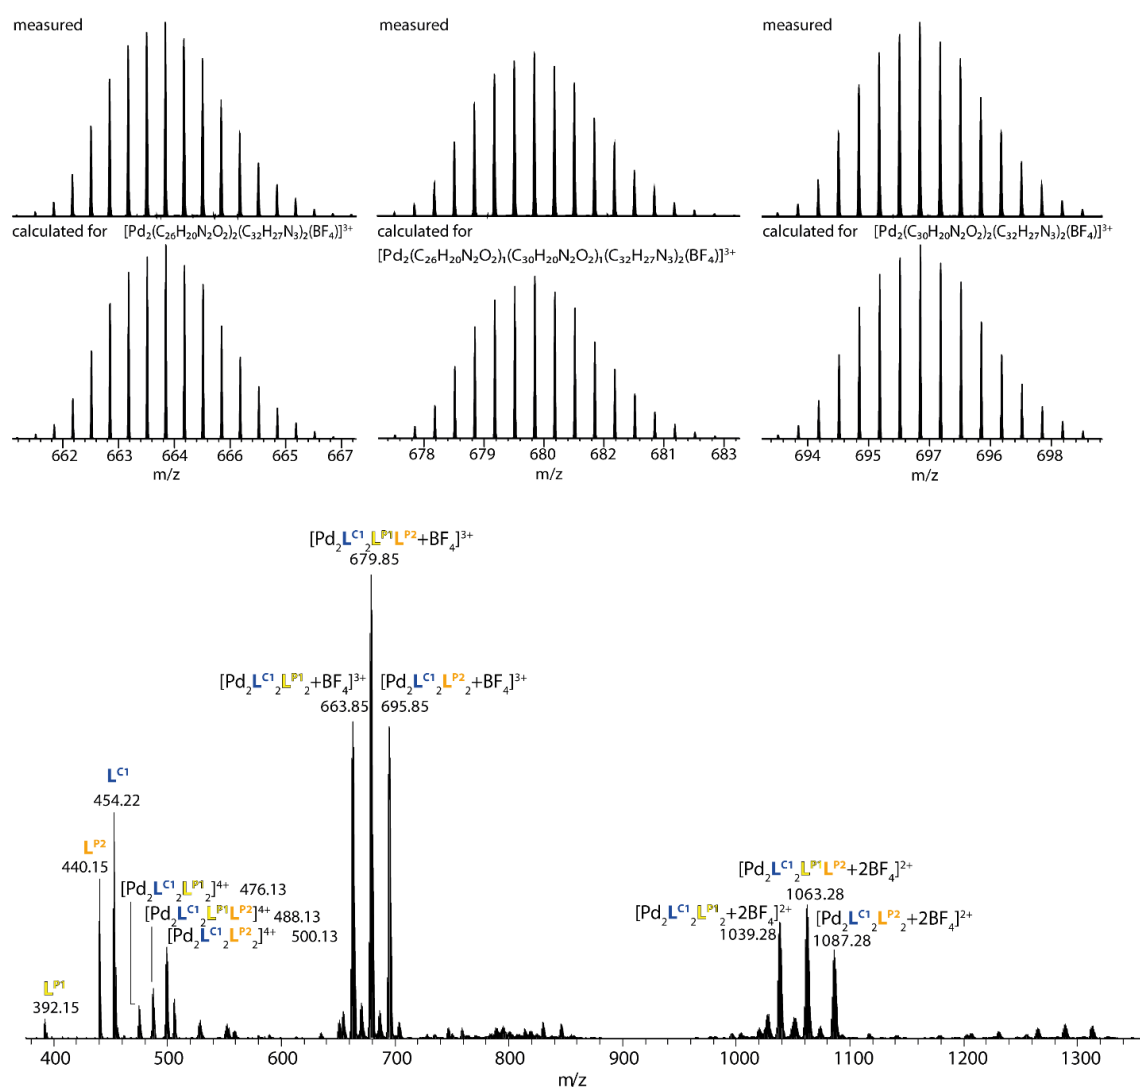 measured measured measured
calculated for [Pd₂(C₂₆H₂₀N₂O₂)₂(C₃₂H₂₇N₃)₂(BF₄)]³⁺ calculated for calculated for [Pd₂(C₃₀H₂₀N₂O₂)₂(C₃₂H₂₇N₃)₂(BF₄)]³⁺
[Pd₂(C₂₆H₂₀N₂O₂)₁(C₃₀H₂₀N₂O₂)₁(C₃₂H₂₇N₃)₂(BF₄)]³⁺
662 663 664 666 665 667 678 679 680 682 681 683 694 695 697 696 698
m/z m/z m/z
[Pd₂Lᶜ¹₂Lᴾ¹Lᴾ²+BF₄]³⁺
679.85
[Pd₂Lᶜ¹₂Lᴾ¹₂+BF₄]³⁺ [Pd₂Lᶜ¹₂Lᴾ²₂+BF₄]³⁺
663.85 695.85
Lᶜ¹
454.22
Lᴾ²
440.15
[Pd₂Lᶜ¹₂Lᴾ¹₂]⁴⁺ 476.13
[Pd₂Lᶜ¹₂Lᴾ¹Lᴾ²]⁴⁺ 488.13
[Pd₂Lᶜ¹₂Lᴾ²₂]⁴⁺ 500.13
Lᴾ¹
392.15
[Pd₂Lᶜ¹₂Lᴾ¹Lᴾ²+2BF₄]²⁺
1063.28
[Pd₂Lᶜ¹₂Lᴾ¹₂+2BF₄]²⁺ [Pd₂Lᶜ¹₂Lᴾ²₂+2BF₄]²⁺
1039.28 1087.28
400 500 600 700 800 900 1000 1100 1200 1300
m/z